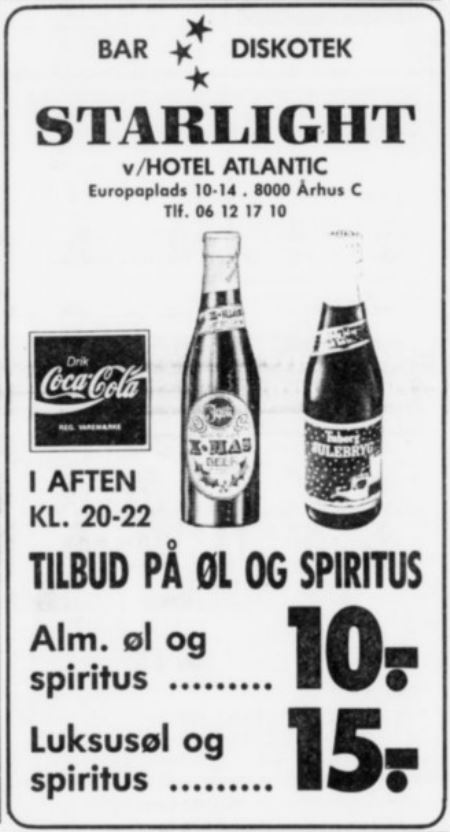 BAR DISKOTEK
STARLIGHT
v/HOTEL ATLANTIC
Europaplads 10-14 . 8000 Århus C
Tlf. 06 12 17 10
X-MAS
Drik
Coca-Cola
REG. VAREMÆRKE
X-MAS
BEER
Tuborg
JULEBRYG
I AFTEN
KL. 20-22
TILBUD PÅ ØL OG SPIRITUS
Alm. øl og
spiritus ......... 10.-
Luksusøl og
spiritus ......... 15.-